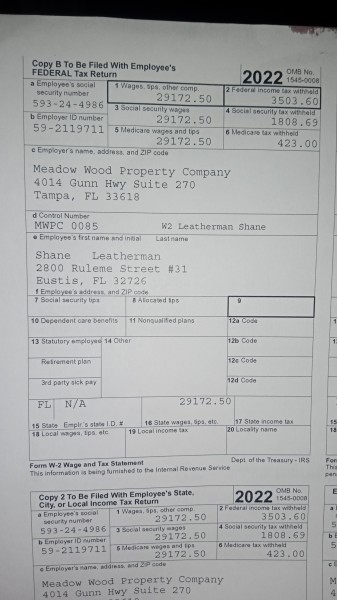 Copy B To Be Filed With Employee's
FEDERAL Tax Return
2022 OMB No. 1545-0008
a Employee's social security number
593-24-4986
1 Wages, tips, other comp.
29172.50
2 Federal income tax withheld
3503.60
3 Social security wages
29172.50
4 Social security tax withheld
1808.69
b Employer ID number
59-2119711
5 Medicare wages and tips
29172.50
6 Medicare tax withheld
423.00
c Employer's name, address, and ZIP code
Meadow Wood Property Company
4014 Gunn Hwy Suite 270
Tampa, FL 33618
d Control Number
MWPC 0085 W2 Leatherman Shane
e Employee's first name and initial Last name
Shane Leatherman
2800 Ruleme Street #31
Eustis, FL 32726
f Employee's address, and ZIP code
7 Social security tips 8 Allocated tips 9
10 Dependent care benefits 11 Nonqualified plans 12a Code
13 Statutory employee 14 Other 12b Code
Retirement plan 12c Code
3rd party sick pay 12d Code
FL N/A 29172.50
15 State Emplr.'s state I.D. # 16 State wages, tips, etc. 17 State income tax
18 Local wages, tips, etc. 19 Local income tax 20 Locality name
Form W-2 Wage and Tax Statement Dept. of the Treasury - IRS
This information is being furnished to the Internal Revenue Service
Copy 2 To Be Filed With Employee's State,
City, or Local Income Tax Return
2022 OMB No. 1545-0008
a Employee's social security number
593-24-4986
1 Wages, tips, other comp.
29172.50
2 Federal income tax withheld
3503.60
3 Social security wages
29172.50
4 Social security tax withheld
1808.69
b Employer ID number
59-2119711
5 Medicare wages and tips
29172.50
6 Medicare tax withheld
423.00
c Employer's name, address, and ZIP code
Meadow Wood Property Company
4014 Gunn Hwy Suite 270